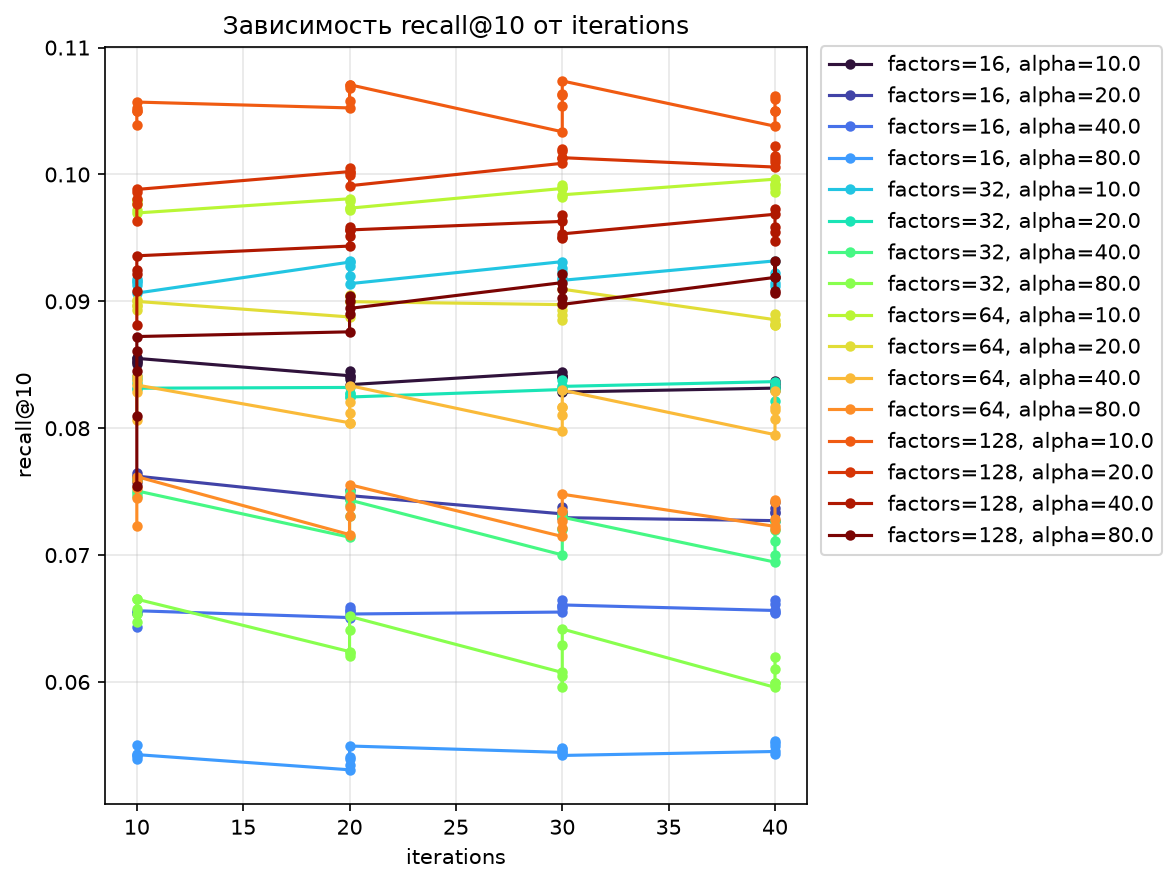 Зависимость recall@10 от iterations
0.11
0.10
0.09
0.08
0.07
0.06
recall@10
10
15
20
25
30
35
40
iterations
factors=16, alpha=10.0
factors=16, alpha=20.0
factors=16, alpha=40.0
factors=16, alpha=80.0
factors=32, alpha=10.0
factors=32, alpha=20.0
factors=32, alpha=40.0
factors=32, alpha=80.0
factors=64, alpha=10.0
factors=64, alpha=20.0
factors=64, alpha=40.0
factors=64, alpha=80.0
factors=128, alpha=10.0
factors=128, alpha=20.0
factors=128, alpha=40.0
factors=128, alpha=80.0